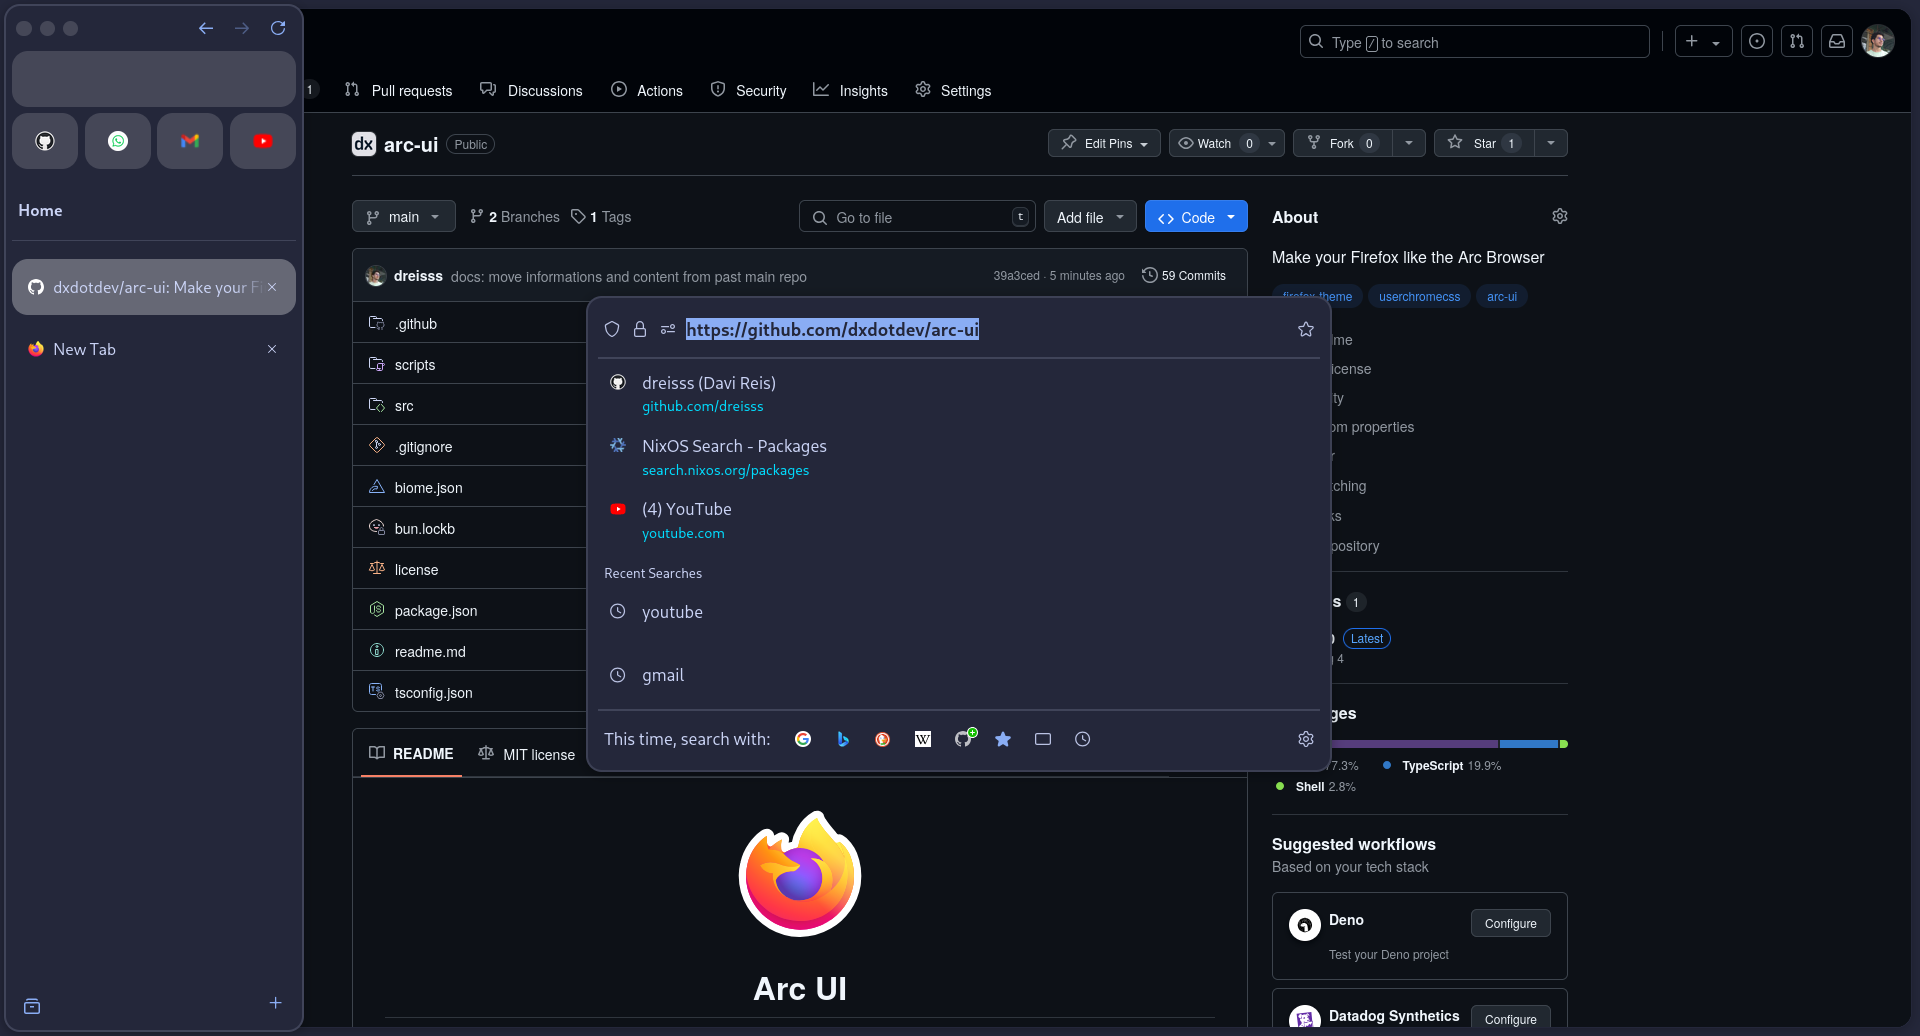 Type / to search
1
Pull requests
Discussions
Actions
Security
Insights
Settings
Home
dxdotdev/arc-ui: Make your Fi
New Tab
dx arc-ui Public
Edit Pins
Watch 0
Fork 0
Star 1
main
2 Branches
1 Tags
Go to file t
Add file
Code
dreisss docs: move informations and content from past main repo
39a3ced · 5 minutes ago
59 Commits
.github
scripts
src
.gitignore
biome.json
bun.lockb
license
package.json
readme.md
tsconfig.json
README
MIT license
Arc UI
https://github.com/dxdotdev/arc-ui
dreisss (Davi Reis)
github.com/dreisss
NixOS Search - Packages
search.nixos.org/packages
(4) YouTube
youtube.com
Recent Searches
youtube
gmail
This time, search with:
About
Make your Firefox like the Arc Browser
firefox-theme
userchromecss
arc-ui
me
icense
ty
om properties
r
ching
ks
pository
s 1
Latest
4
ges
7.3%
TypeScript 19.9%
Shell 2.8%
Suggested workflows
Based on your tech stack
Deno
Configure
Test your Deno project
Datadog Synthetics
Configure